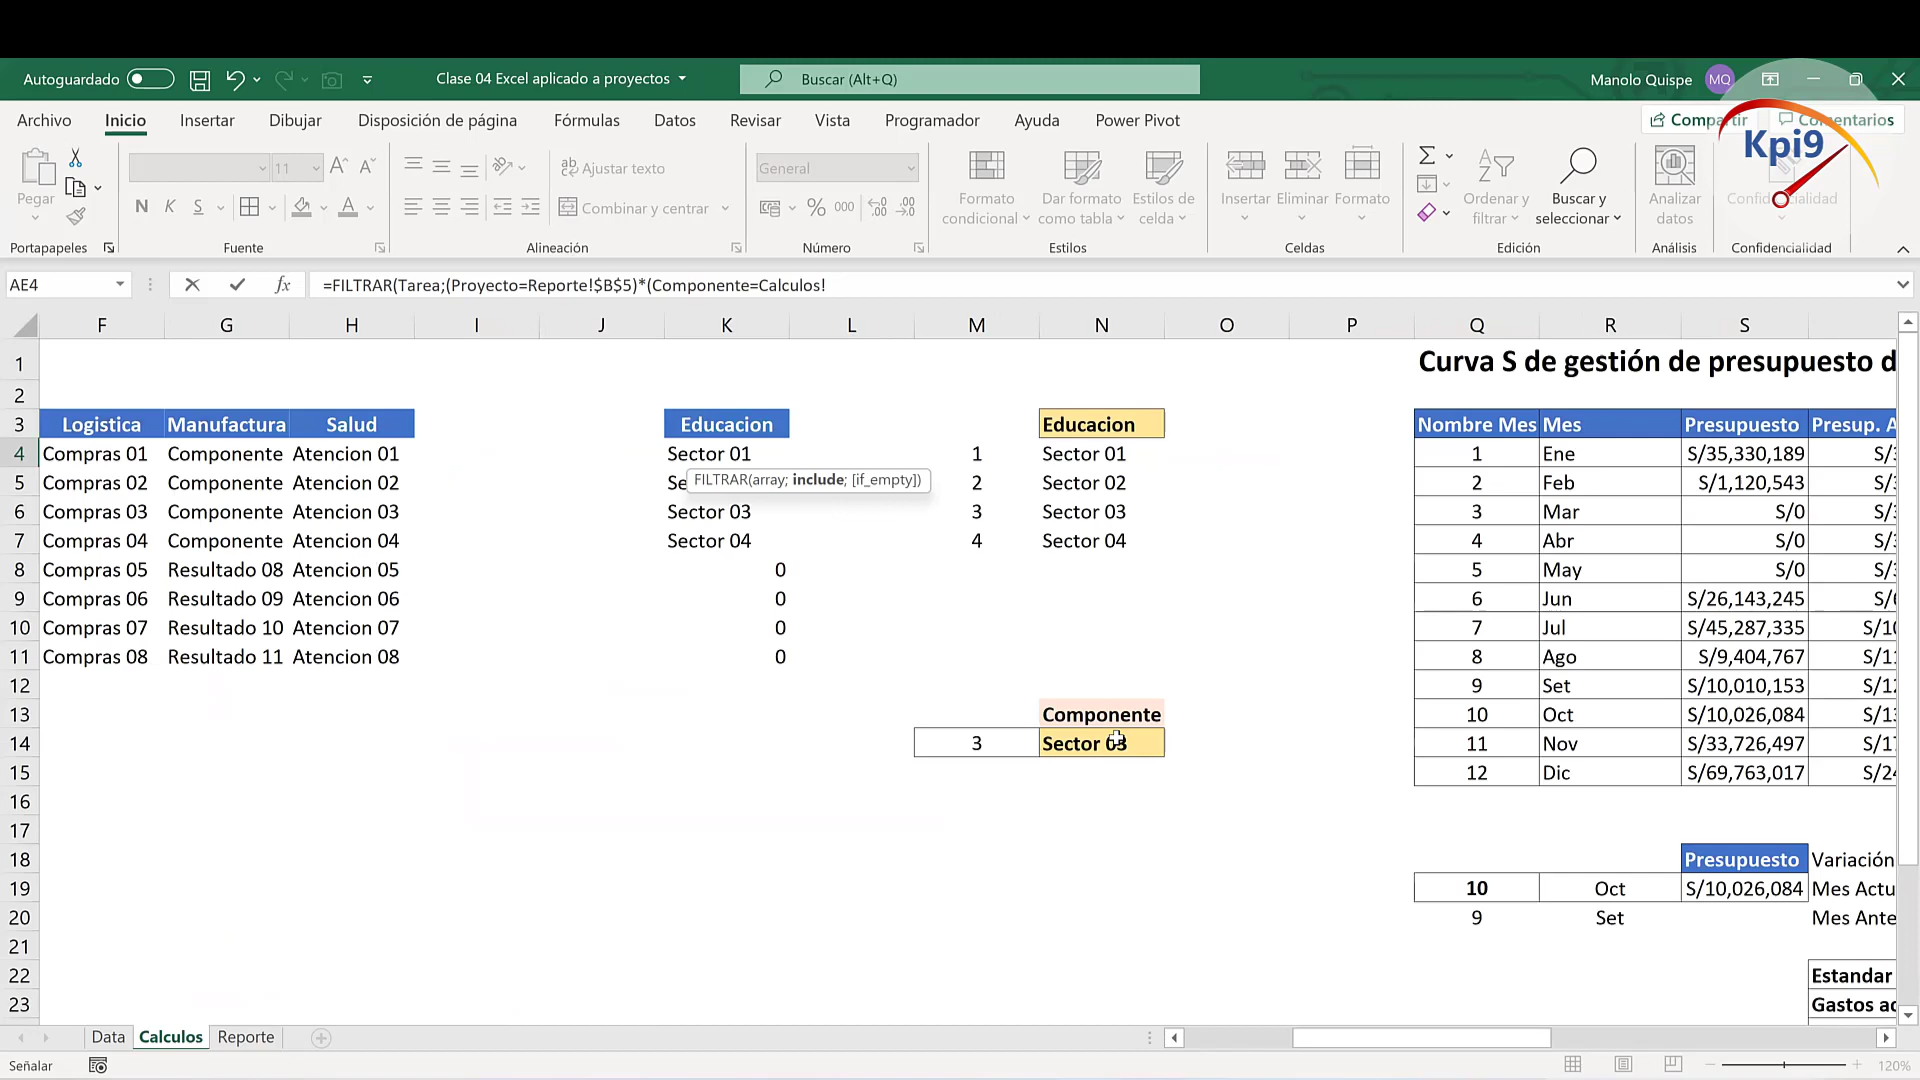 Autoguardado
Clase 04 Excel aplicado a proyectos
Buscar (Alt+Q)
Manolo Quispe MQ
Archivo Inicio Insertar Dibujar Disposición de página Fórmulas Datos Revisar Vista Programador Ayuda Power Pivot Compartir Comentarios
Kpi9
Pegar
11
N K S
Ajustar texto
Combinar y centrar
General
% 000
Formato condicional
Dar formato como tabla
Estilos de celda
Insertar Eliminar Formato
Ordenar y filtrar
Buscar y seleccionar
Analizar datos
Confidencialidad
Portapapeles Fuente Alineación Número Estilos Celdas Edición Análisis Confidencialidad
AE4 fx =FILTRAR(Tarea;(Proyecto=Reporte!$B$5)*(Componente=Calculos!
F G H I J K L M N O P Q R S
1 Curva S de gestión de presupuesto d
2
3 Logistica Manufactura Salud Educacion Educacion Nombre Mes Mes Presupuesto Presup. A
4 Compras 01 Componente Atencion 01 Sector 01 1 Sector 01 1 Ene S/35,330,189 S/3
FILTRAR(array; include; [if_empty])
5 Compras 02 Componente Atencion 02 Se 2 Sector 02 2 Feb S/1,120,543 S/3
6 Compras 03 Componente Atencion 03 Sector 03 3 Sector 03 3 Mar S/0 S/3
7 Compras 04 Componente Atencion 04 Sector 04 4 Sector 04 4 Abr S/0 S/3
8 Compras 05 Resultado 08 Atencion 05 0 5 May S/0 S/3
9 Compras 06 Resultado 09 Atencion 06 0 6 Jun S/26,143,245 S/6
10 Compras 07 Resultado 10 Atencion 07 0 7 Jul S/45,287,335 S/10
11 Compras 08 Resultado 11 Atencion 08 0 8 Ago S/9,404,767 S/11
12 9 Set S/10,010,153 S/12
13 Componente 10 Oct S/10,026,084 S/13
14 3 Sector 03 11 Nov S/33,726,497 S/17
15 12 Dic S/69,763,017 S/24
16
17
18 Presupuesto Variación
19 10 Oct S/10,026,084 Mes Actu
20 9 Set Mes Ante
21
22 Estandar
23 Gastos ac
Data Calculos Reporte
Señalar 120%